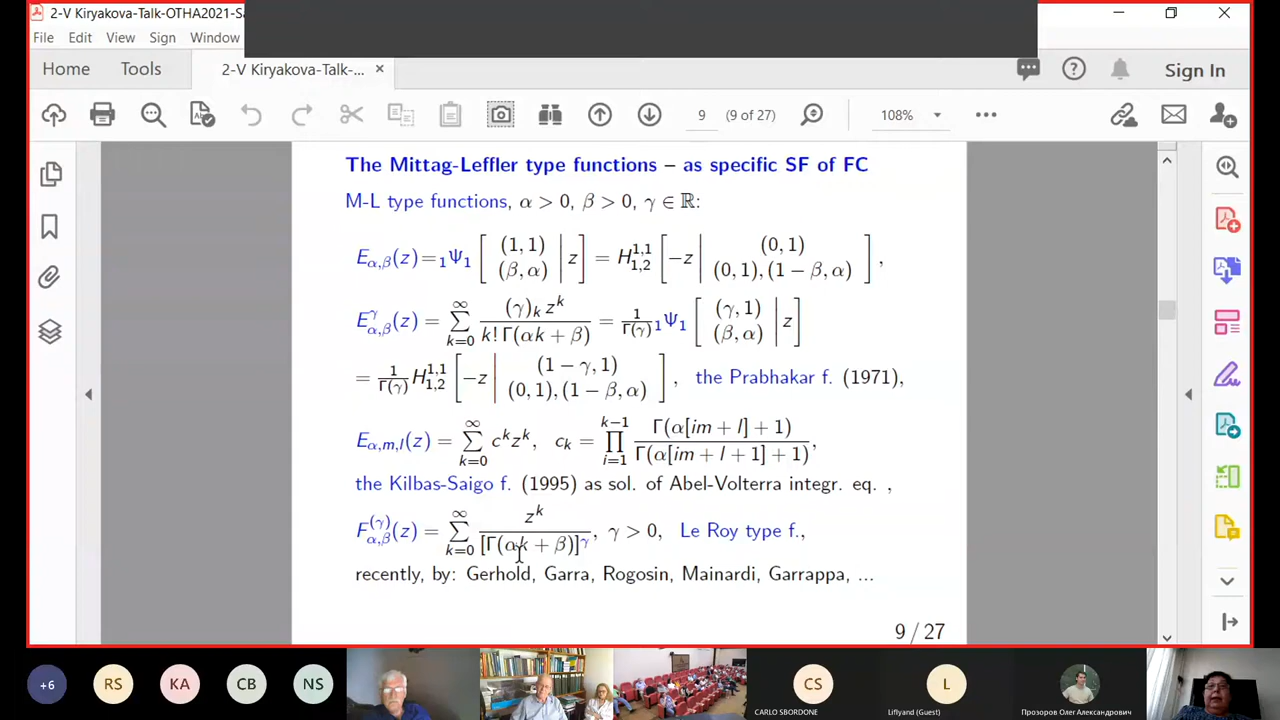 2-V Kiryakova-Talk-OTHA2021-S
File Edit View Sign Window
Home Tools 2-V Kiryakova-Talk-... × Sign In
9 (9 of 27) 108%
The Mittag-Leffler type functions – as specific SF of FC
M-L type functions, α > 0, β > 0, γ ∈ ℝ:
E_{α,β}(z) = ₁Ψ₁ [ (1, 1) (β, α) | z ] = H^{1,1}_{1,2} [ −z | (0, 1) (0, 1), (1 − β, α) ] ,
E^γ_{α,β}(z) = ∑_{k=0}^∞ (γ)_k z^k / k! Γ(αk + β) = 1/Γ(γ) ₁Ψ₁ [ (γ, 1) (β, α) | z ]
= 1/Γ(γ) H^{1,1}_{1,2} [ −z | (1 − γ, 1) (0, 1), (1 − β, α) ] , the Prabhakar f. (1971),
E_{α,m,l}(z) = ∑_{k=0}^∞ c^k z^k, c_k = ∏_{i=1}^{k−1} Γ(α[im + l] + 1) / Γ(α[im + l + 1] + 1) ,
the Kilbas-Saigo f. (1995) as sol. of Abel-Volterra integr. eq. ,
F^{(γ)}_{α,β}(z) = ∑_{k=0}^∞ z^k / [Γ(αk + β)]^γ , γ > 0, Le Roy type f.,
recently, by: Gerhold, Garra, Rogosin, Mainardi, Garrappa, ...
9 / 27
+6 RS KA CB NS CS L
CARLO SBORDONE Liflyand (Guest) Прозоров Олег Александрович